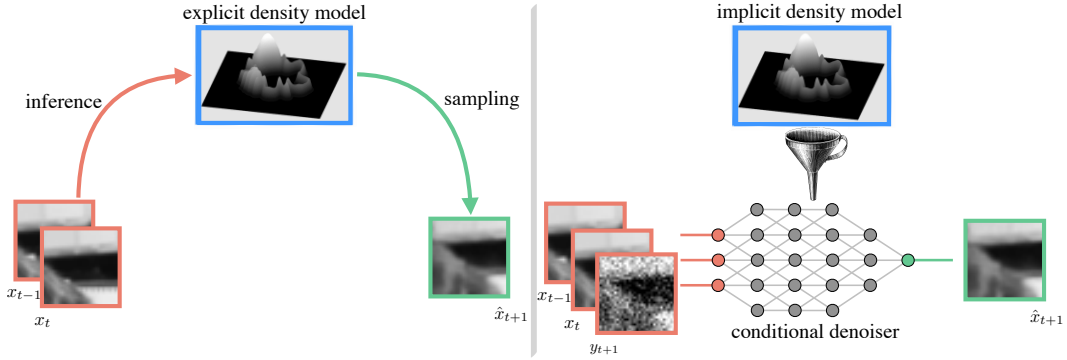 explicit density model
inference
sampling
x_{t−1}
x_t
x̂_{t+1}
implicit density model
x_{t−1}
x_t
y_{t+1}
conditional denoiser
x̂_{t+1}